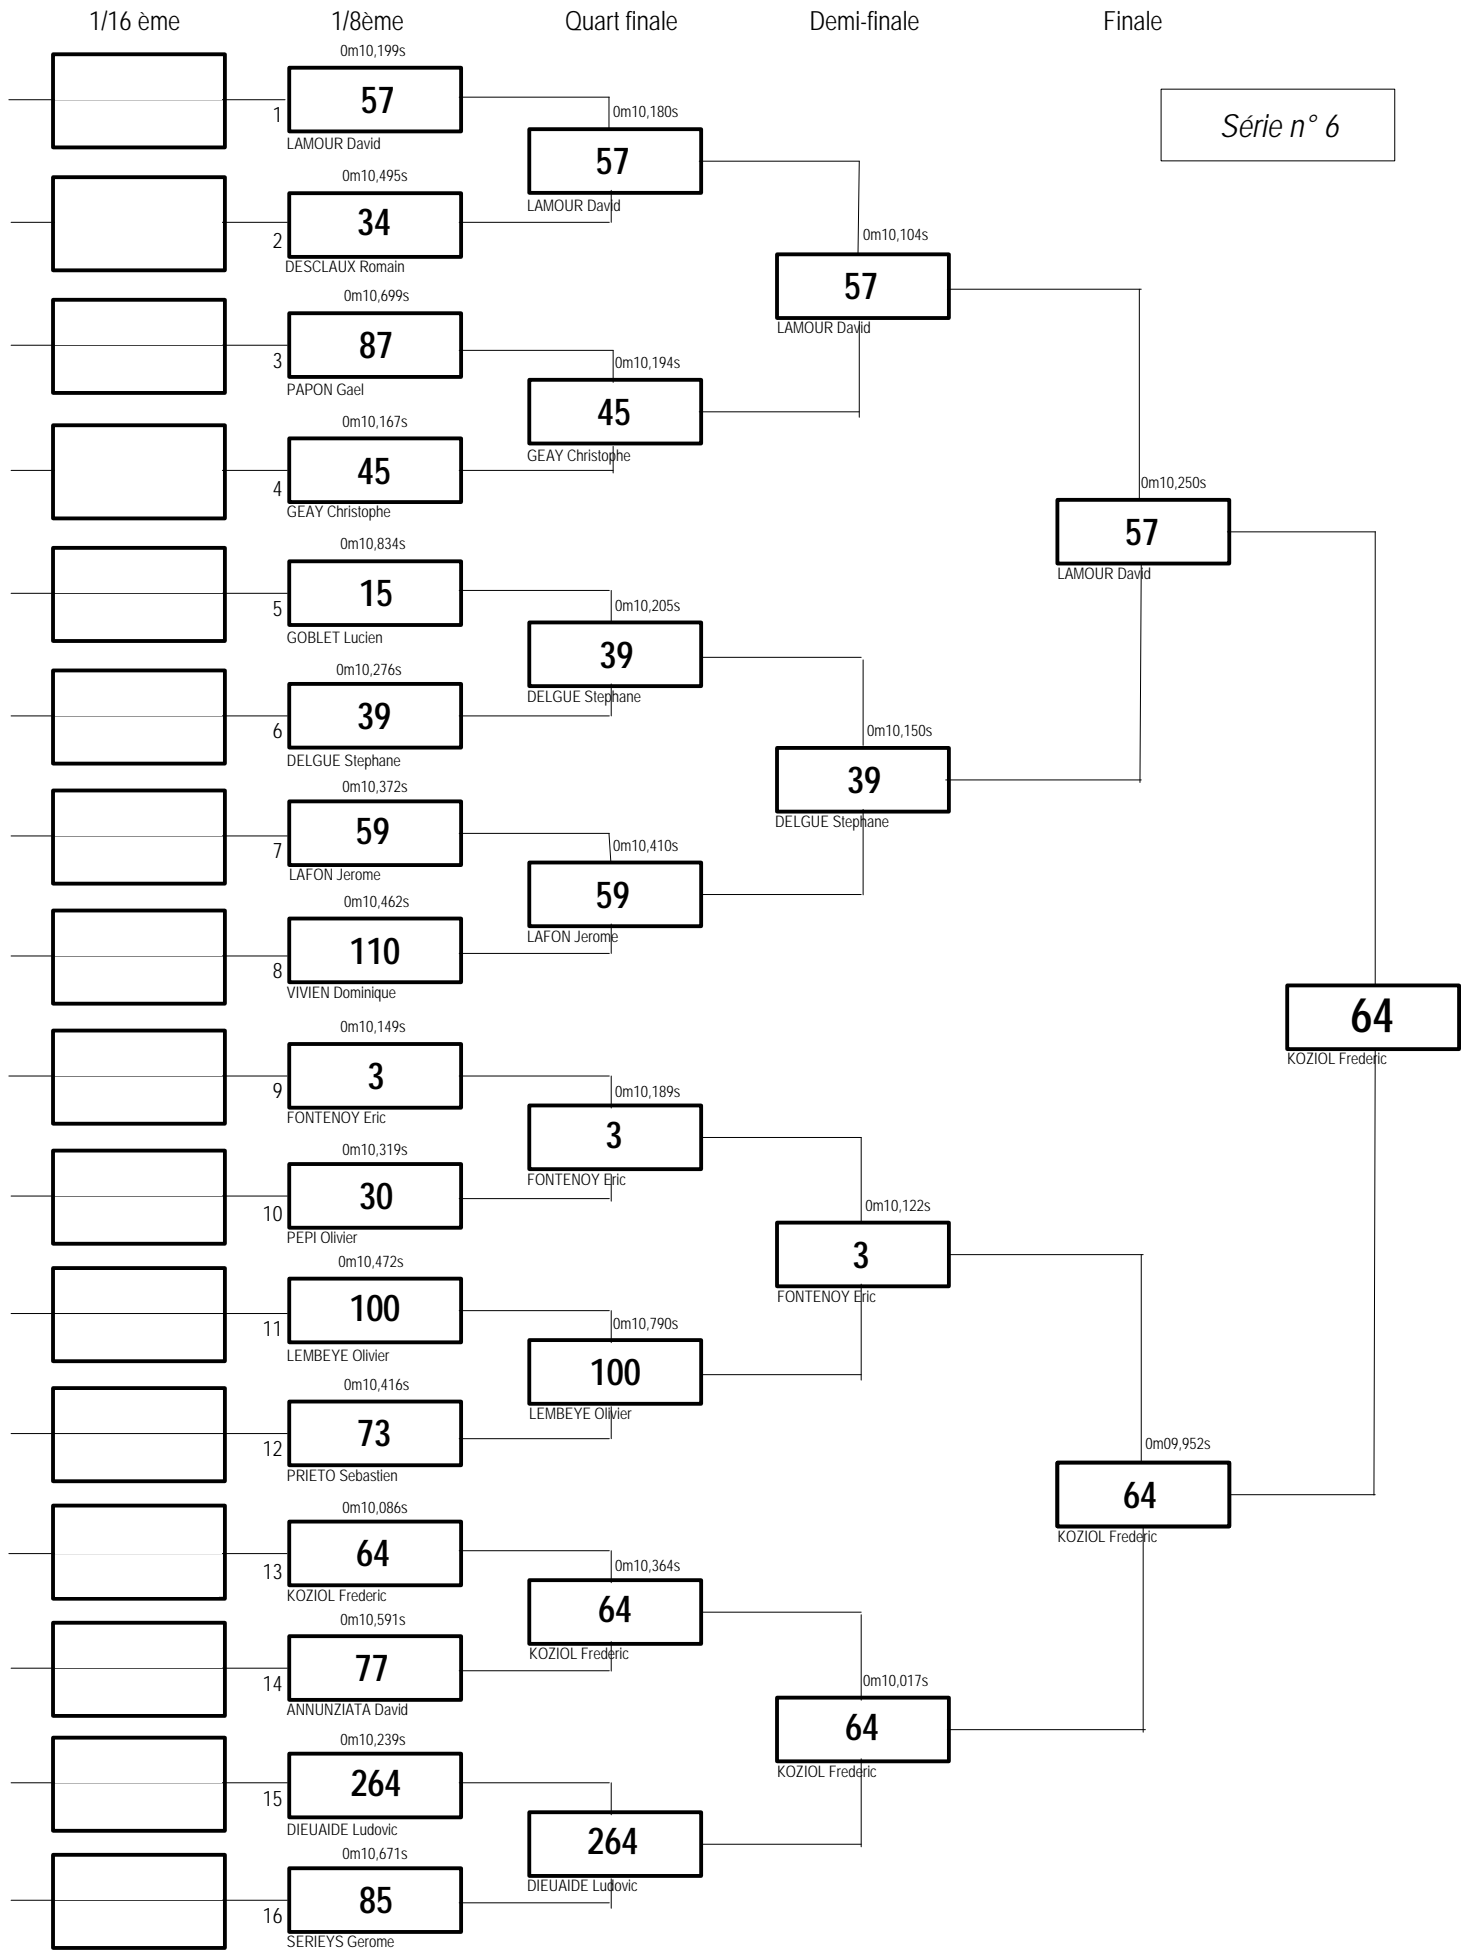 1/16 ème
1/8ème
Quart finale
Demi-finale
Finale
Série n° 6
0m10,199s
1
57
LAMOUR David
0m10,495s
2
34
DESCLAUX Romain
0m10,699s
3
87
PAPON Gael
0m10,167s
4
45
GEAY Christophe
0m10,834s
5
15
GOBLET Lucien
0m10,276s
6
39
DELGUE Stephane
0m10,372s
7
59
LAFON Jerome
0m10,462s
8
110
VIVIEN Dominique
0m10,149s
9
3
FONTENOY Eric
0m10,319s
10
30
PEPI Olivier
0m10,472s
11
100
LEMBEYE Olivier
0m10,416s
12
73
PRIETO Sebastien
0m10,086s
13
64
KOZIOL Frederic
0m10,591s
14
77
ANNUNZIATA David
0m10,239s
15
264
DIEUAIDE Ludovic
0m10,671s
16
85
SERIEYS Gerome
0m10,180s
57
LAMOUR David
0m10,194s
45
GEAY Christophe
0m10,205s
39
DELGUE Stephane
0m10,410s
59
LAFON Jerome
0m10,189s
3
FONTENOY Eric
0m10,790s
100
LEMBEYE Olivier
0m10,364s
64
KOZIOL Frederic
264
DIEUAIDE Ludovic
0m10,104s
57
LAMOUR David
0m10,150s
39
DELGUE Stephane
0m10,122s
3
FONTENOY Eric
0m10,017s
64
KOZIOL Frederic
0m10,250s
57
LAMOUR David
0m09,952s
64
KOZIOL Frederic
64
KOZIOL Frederic